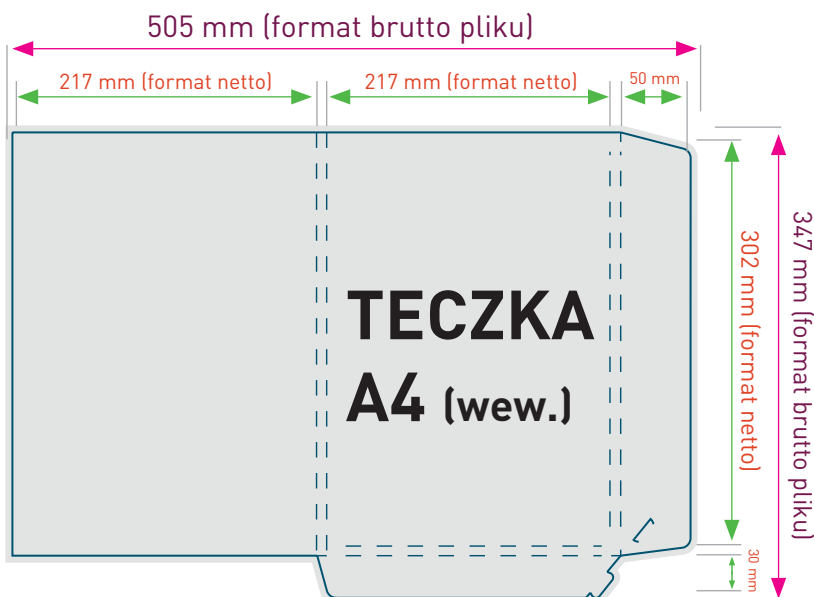 505 mm (format brutto pliku)
217 mm (format netto)
217 mm (format netto)
50 mm
TECZKA
A4 (wew.)
302 mm (format netto)
347 mm (format brutto pliku)
30 mm